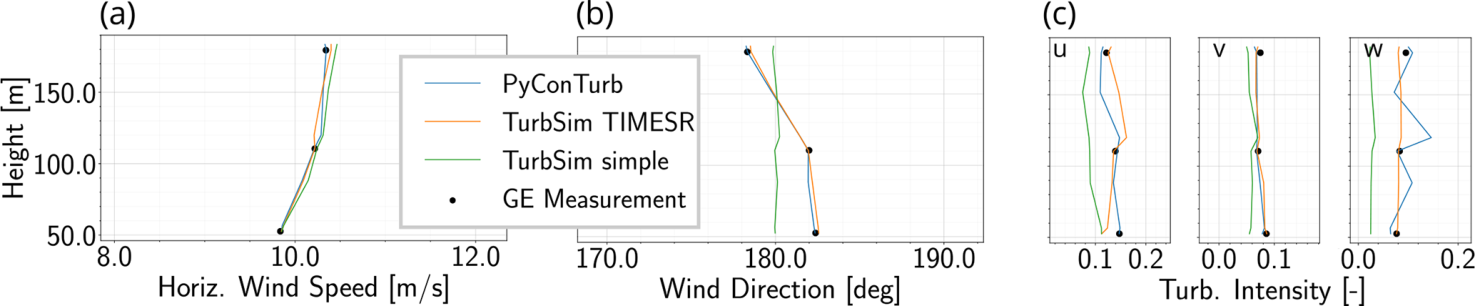 (a)
(b)
(c)
Height [m]
150.0
100.0
50.0
8.0
10.0
12.0
Horiz. Wind Speed [m/s]
PyConTurb
TurbSim TIMESR
TurbSim simple
GE Measurement
170.0
180.0
190.0
Wind Direction [deg]
u
v
w
0.1
0.2
0.0
0.1
0.0
0.2
Turb. Intensity [-]